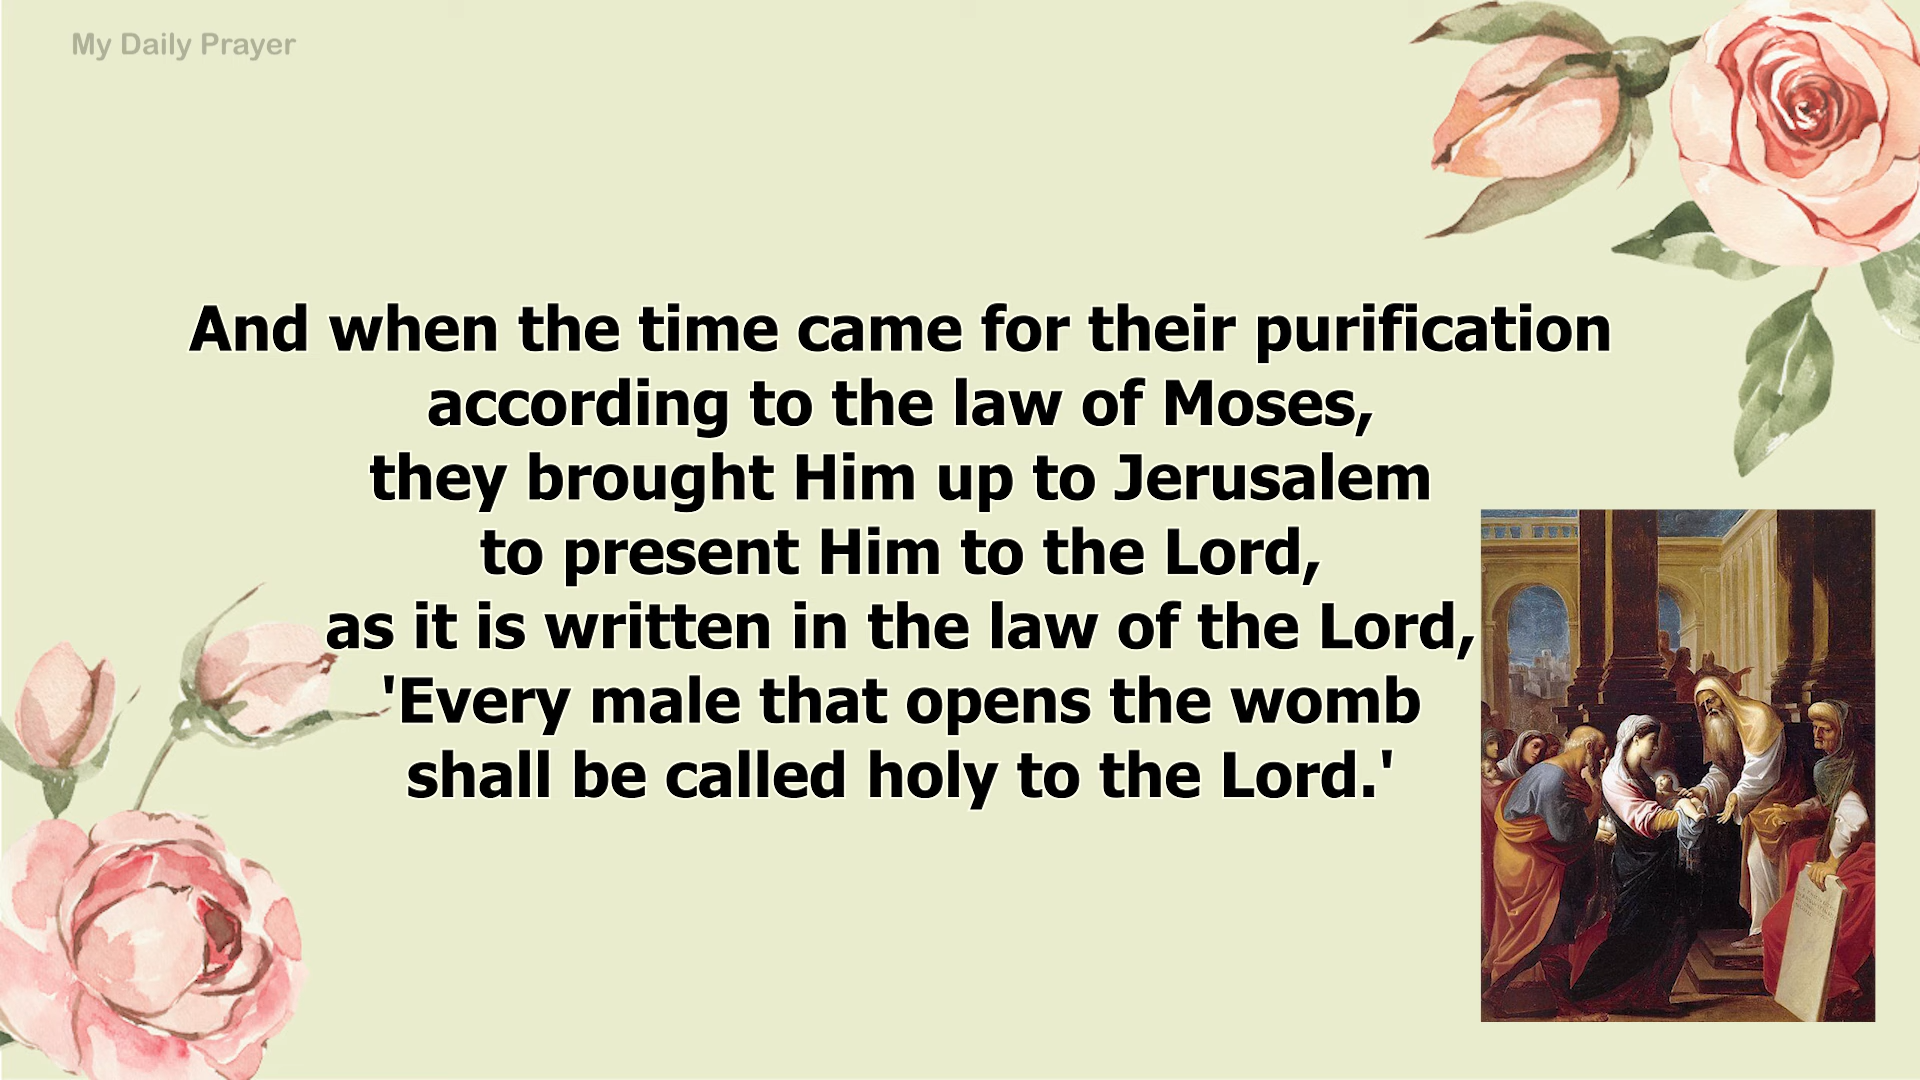 My Daily Prayer
And when the time came for their purification
according to the law of Moses,
they brought Him up to Jerusalem
to present Him to the Lord,
as it is written in the law of the Lord,
'Every male that opens the womb
shall be called holy to the Lord.'